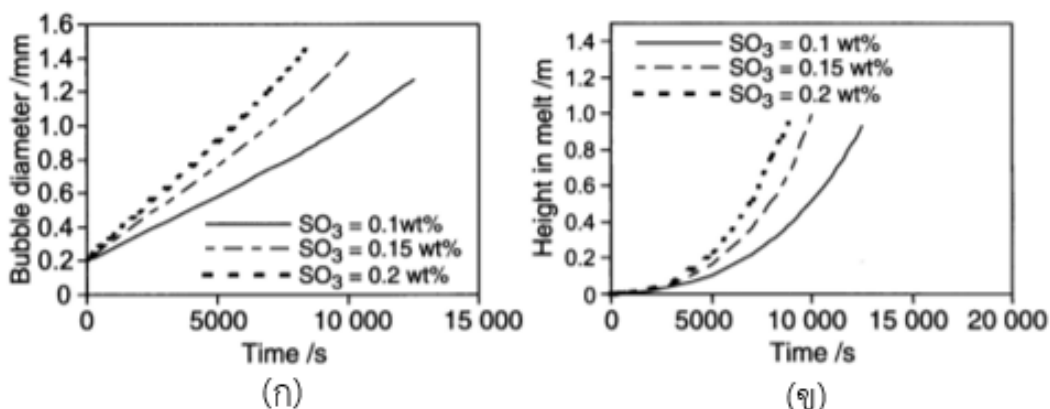 Bubble diameter /mm
1.6
1.4
1.2
1.0
0.8
0.6
0.4
0.2
0
SO3 = 0.1wt%
SO3 = 0.15 wt%
SO3 = 0.2 wt%
0 5000 10 000 15 000
Time /s
(ก)
Height in melt /m
1.4
1.2
1.0
0.8
0.6
0.4
0.2
0
SO3 = 0.1 wt%
SO3 = 0.15 wt%
SO3 = 0.2 wt%
0 5000 10 000 15 000 20 000
Time /s
(ข)